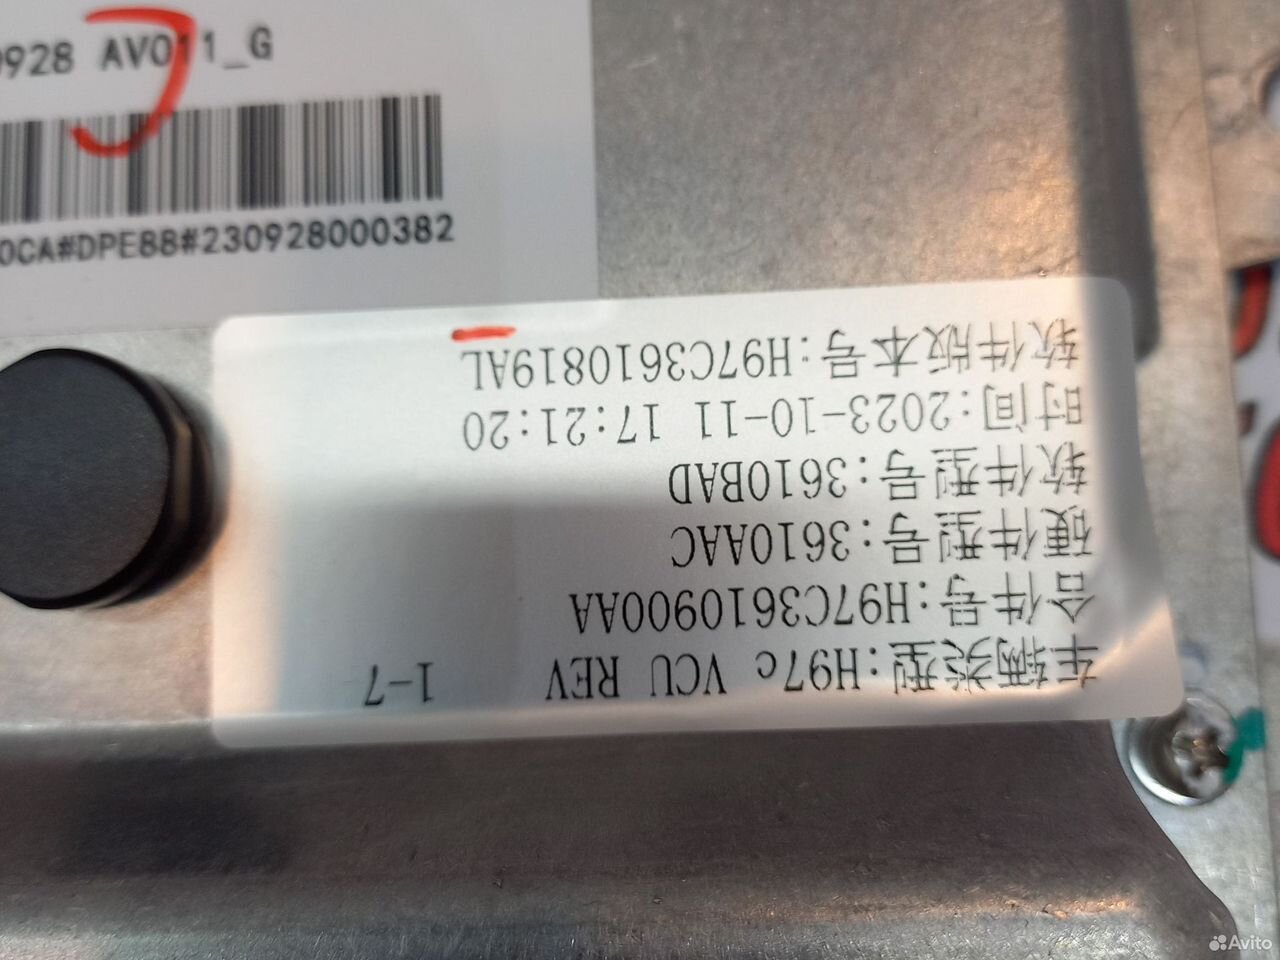 0928 AV011_G
0CA#DPE88#230928000382
车辆类型:H97c VCU REV 1-7
合件号:H97C3610900AA
硬件型号:3610AAC
软件型号:3610BAD
时间:2023-10-11 17:21:20
软件版本号:H97C3610819AL
Avito